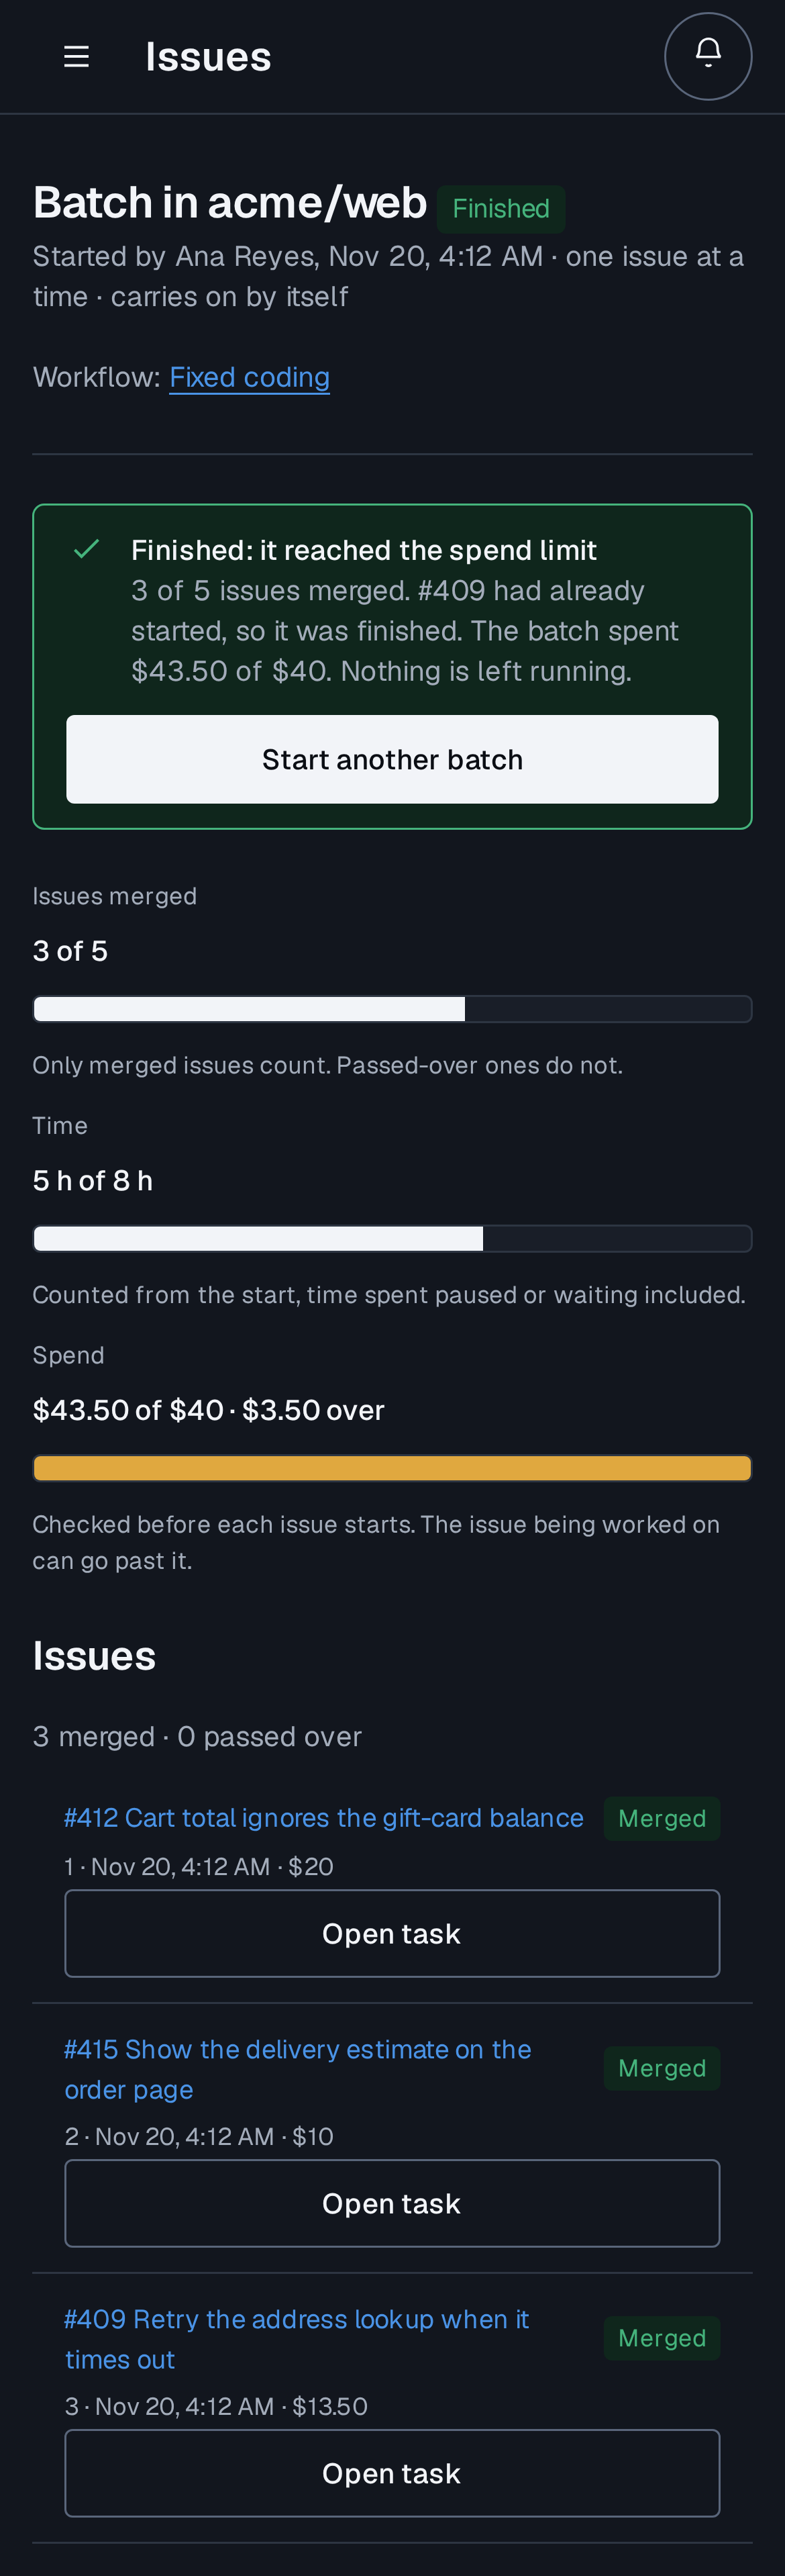 Issues
Batch in acme/web Finished
Started by Ana Reyes, Nov 20, 4:12 AM · one issue at a
time · carries on by itself
Workflow: Fixed coding
Finished: it reached the spend limit
3 of 5 issues merged. #409 had already
started, so it was finished. The batch spent
$43.50 of $40. Nothing is left running.
Start another batch
Issues merged
3 of 5
Only merged issues count. Passed-over ones do not.
Time
5 h of 8 h
Counted from the start, time spent paused or waiting included.
Spend
$43.50 of $40 · $3.50 over
Checked before each issue starts. The issue being worked on
can go past it.
Issues
3 merged · 0 passed over
#412 Cart total ignores the gift-card balance Merged
1 · Nov 20, 4:12 AM · $20
Open task
#415 Show the delivery estimate on the
order page
Merged
2 · Nov 20, 4:12 AM · $10
Open task
#409 Retry the address lookup when it
times out
Merged
3 · Nov 20, 4:12 AM · $13.50
Open task